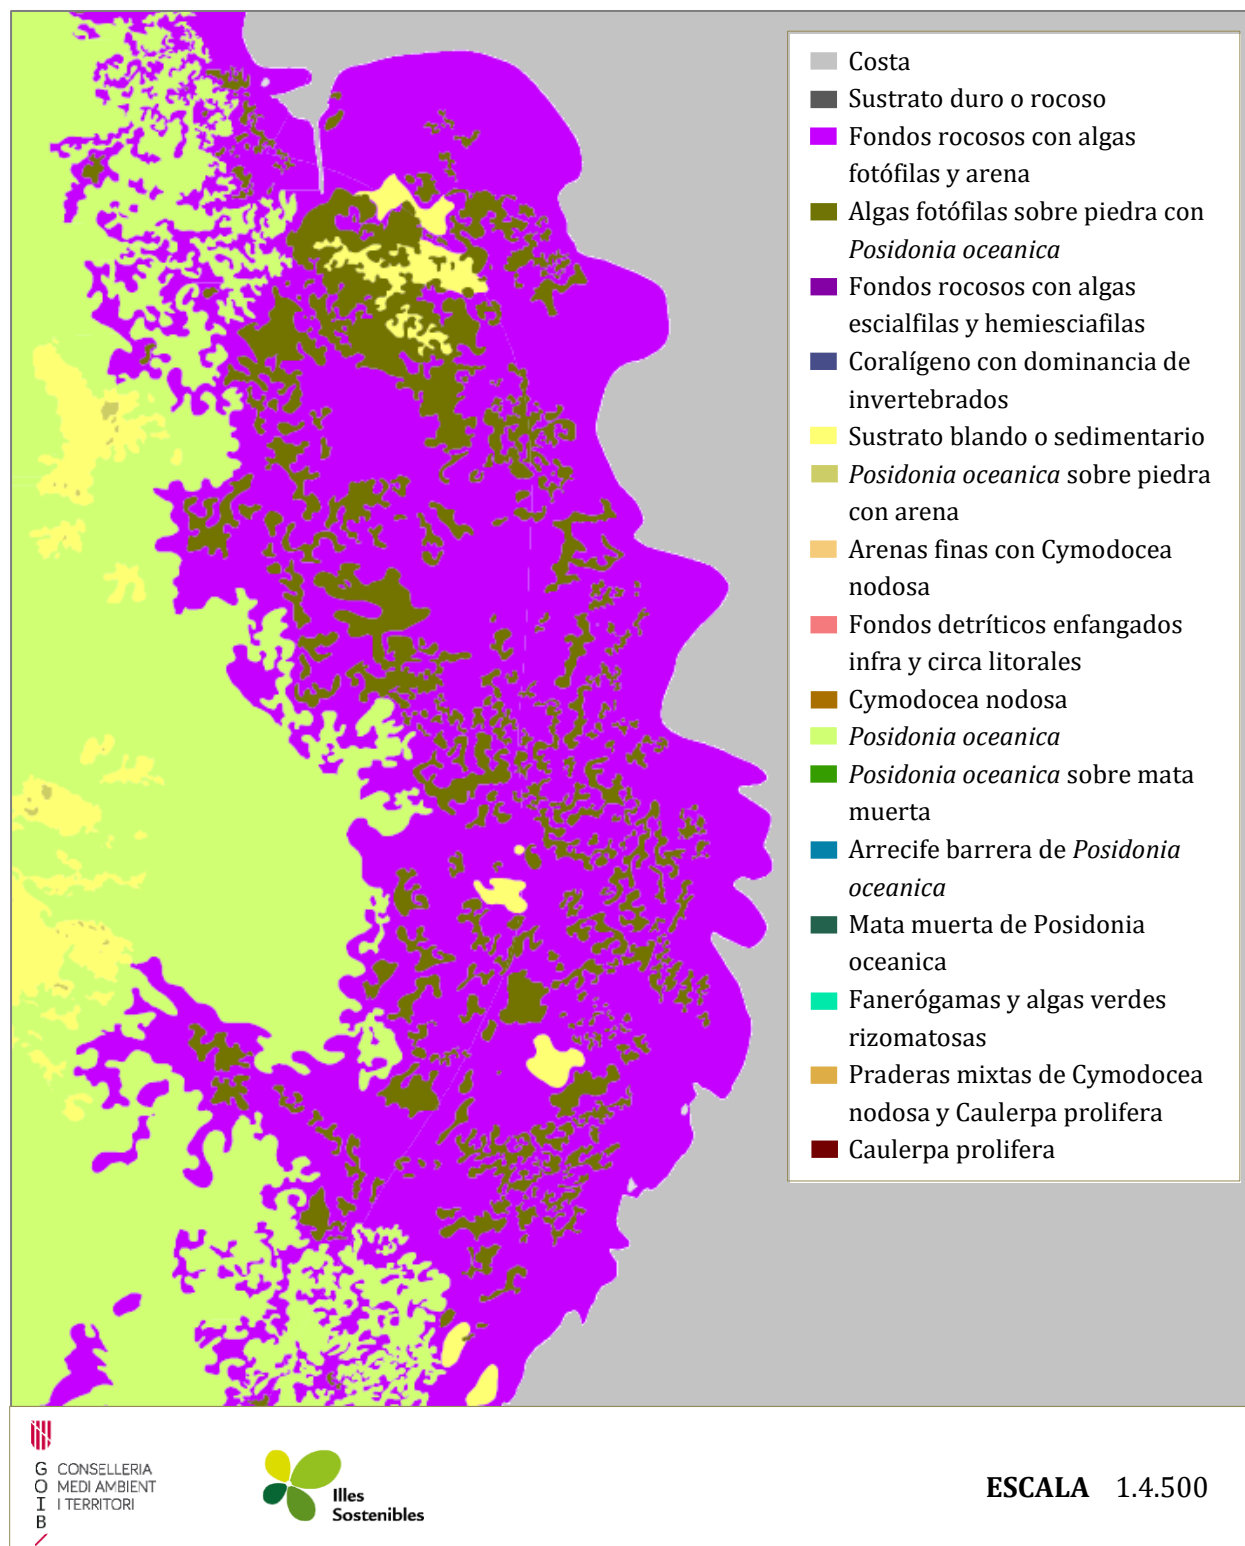 Costa
Sustrato duro o rocoso
Fondos rocosos con algas
fotófilas y arena
Algas fotófilas sobre piedra con
Posidonia oceanica
Fondos rocosos con algas
escialfilas y hemiesciafilas
Coralígeno con dominancia de
invertebrados
Sustrato blando o sedimentario
Posidonia oceanica sobre piedra
con arena
Arenas finas con Cymodocea
nodosa
Fondos detríticos enfangados
infra y circa litorales
Cymodocea nodosa
Posidonia oceanica
Posidonia oceanica sobre mata
muerta
Arrecife barrera de Posidonia
oceanica
Mata muerta de Posidonia
oceanica
Fanerógamas y algas verdes
rizomatosas
Praderas mixtas de Cymodocea
nodosa y Caulerpa prolifera
Caulerpa prolifera
G CONSELLERIA
O MEDI AMBIENT
I I TERRITORI
B
/
Illes
Sostenibles
ESCALA 1.4.500